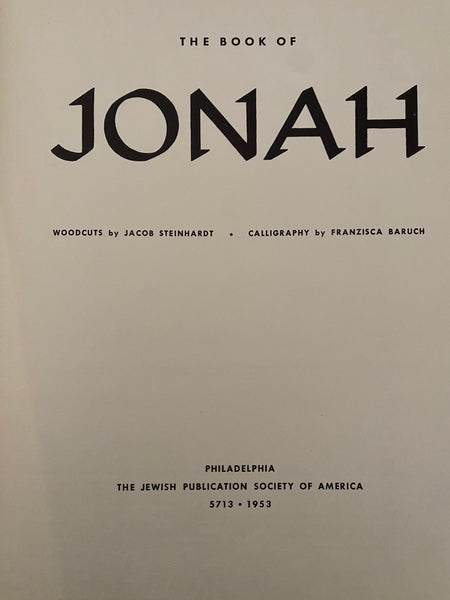 THE BOOK OF
JONAH
WOODCUTS by JACOB STEINHARDT • CALLIGRAPHY by FRANZISCA BARUCH
PHILADELPHIA
THE JEWISH PUBLICATION SOCIETY OF AMERICA
5713 • 1953